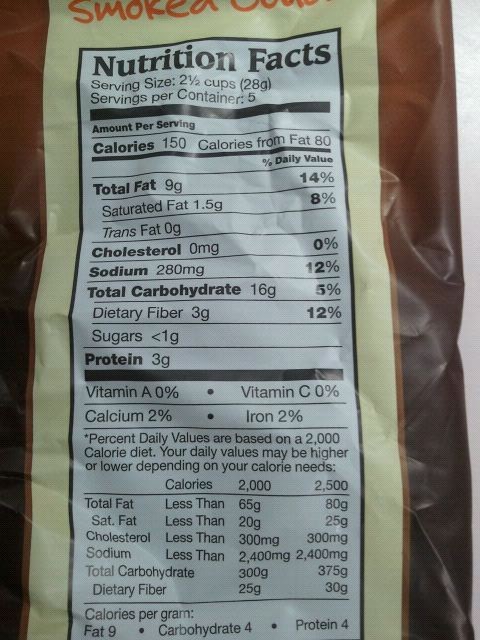 Smoked
Nutrition Facts
Serving Size: 2½ cups (28g)
Servings per Container: 5
Amount Per Serving
Calories 150 Calories from Fat 80
% Daily Value
Total Fat 9g 14%
Saturated Fat 1.5g 8%
Trans Fat 0g
Cholesterol 0mg 0%
Sodium 280mg 12%
Total Carbohydrate 16g 5%
Dietary Fiber 3g 12%
Sugars <1g
Protein 3g
Vitamin A 0% • Vitamin C 0%
Calcium 2% • Iron 2%
*Percent Daily Values are based on a 2,000
Calorie diet. Your daily values may be higher
or lower depending on your calorie needs:
Calories 2,000 2,500
Total Fat Less Than 65g 80g
Sat. Fat Less Than 20g 25g
Cholesterol Less Than 300mg 300mg
Sodium Less Than 2,400mg 2,400mg
Total Carbohydrate 300g 375g
Dietary Fiber 25g 30g
Calories per gram:
Fat 9 • Carbohydrate 4 • Protein 4